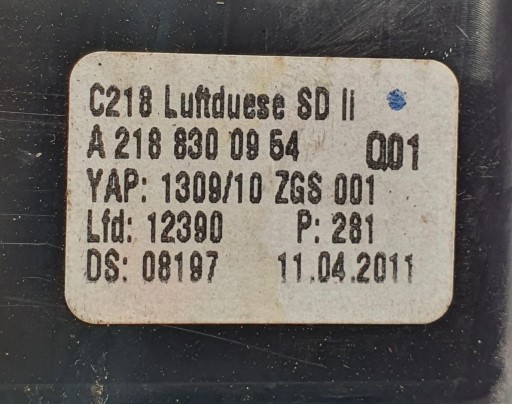 C218 Luftduese SD li
A 218 830 09 54 Q01
YAP: 1309/10 ZGS 001
Lfd: 12390 P: 281
DS: 08197 11.04.2011